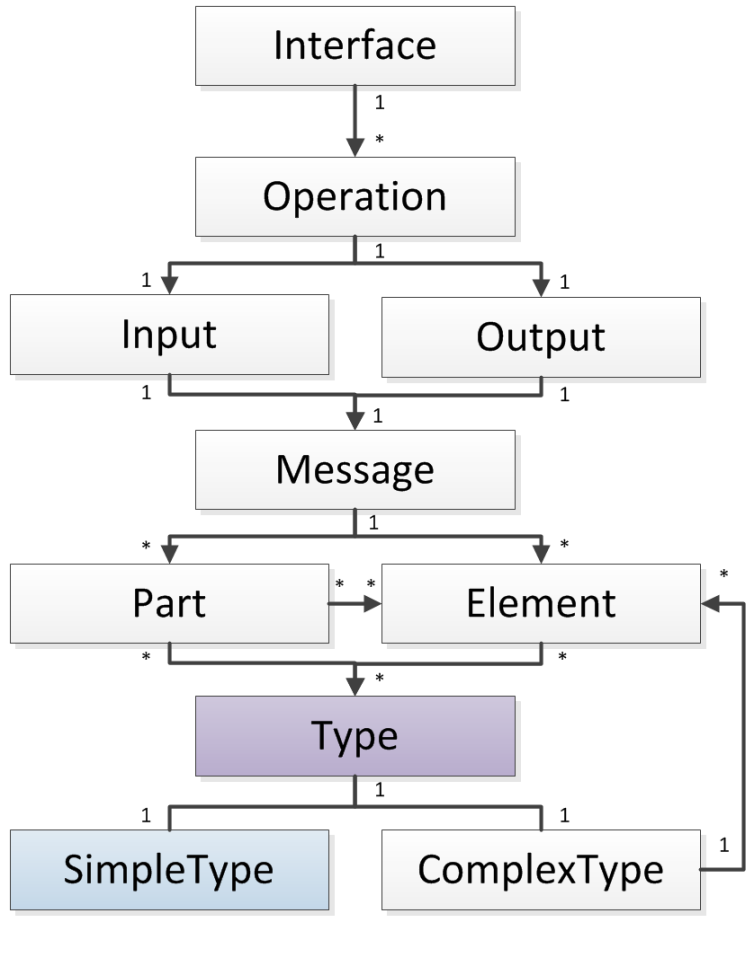 Interface
1
*
Operation
1
1 1
Input Output
1 1
1
Message
1
* *
Part * * Element *
* *
*
Type
1
1 1
SimpleType ComplexType 1